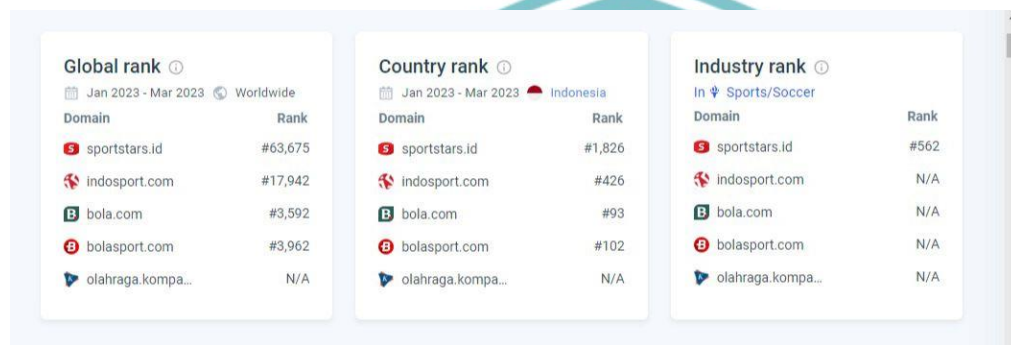 Global rank
Jan 2023 - Mar 2023 Worldwide
Domain Rank
sportstars.id #63,675
indosport.com #17,942
bola.com #3,592
bolasport.com #3,962
olahraga.kompa... N/A
Country rank
Jan 2023 - Mar 2023 Indonesia
Domain Rank
sportstars.id #1,826
indosport.com #426
bola.com #93
bolasport.com #102
olahraga.kompa... N/A
Industry rank
In Sports/Soccer
Domain Rank
sportstars.id #562
indosport.com N/A
bola.com N/A
bolasport.com N/A
olahraga.kompa... N/A